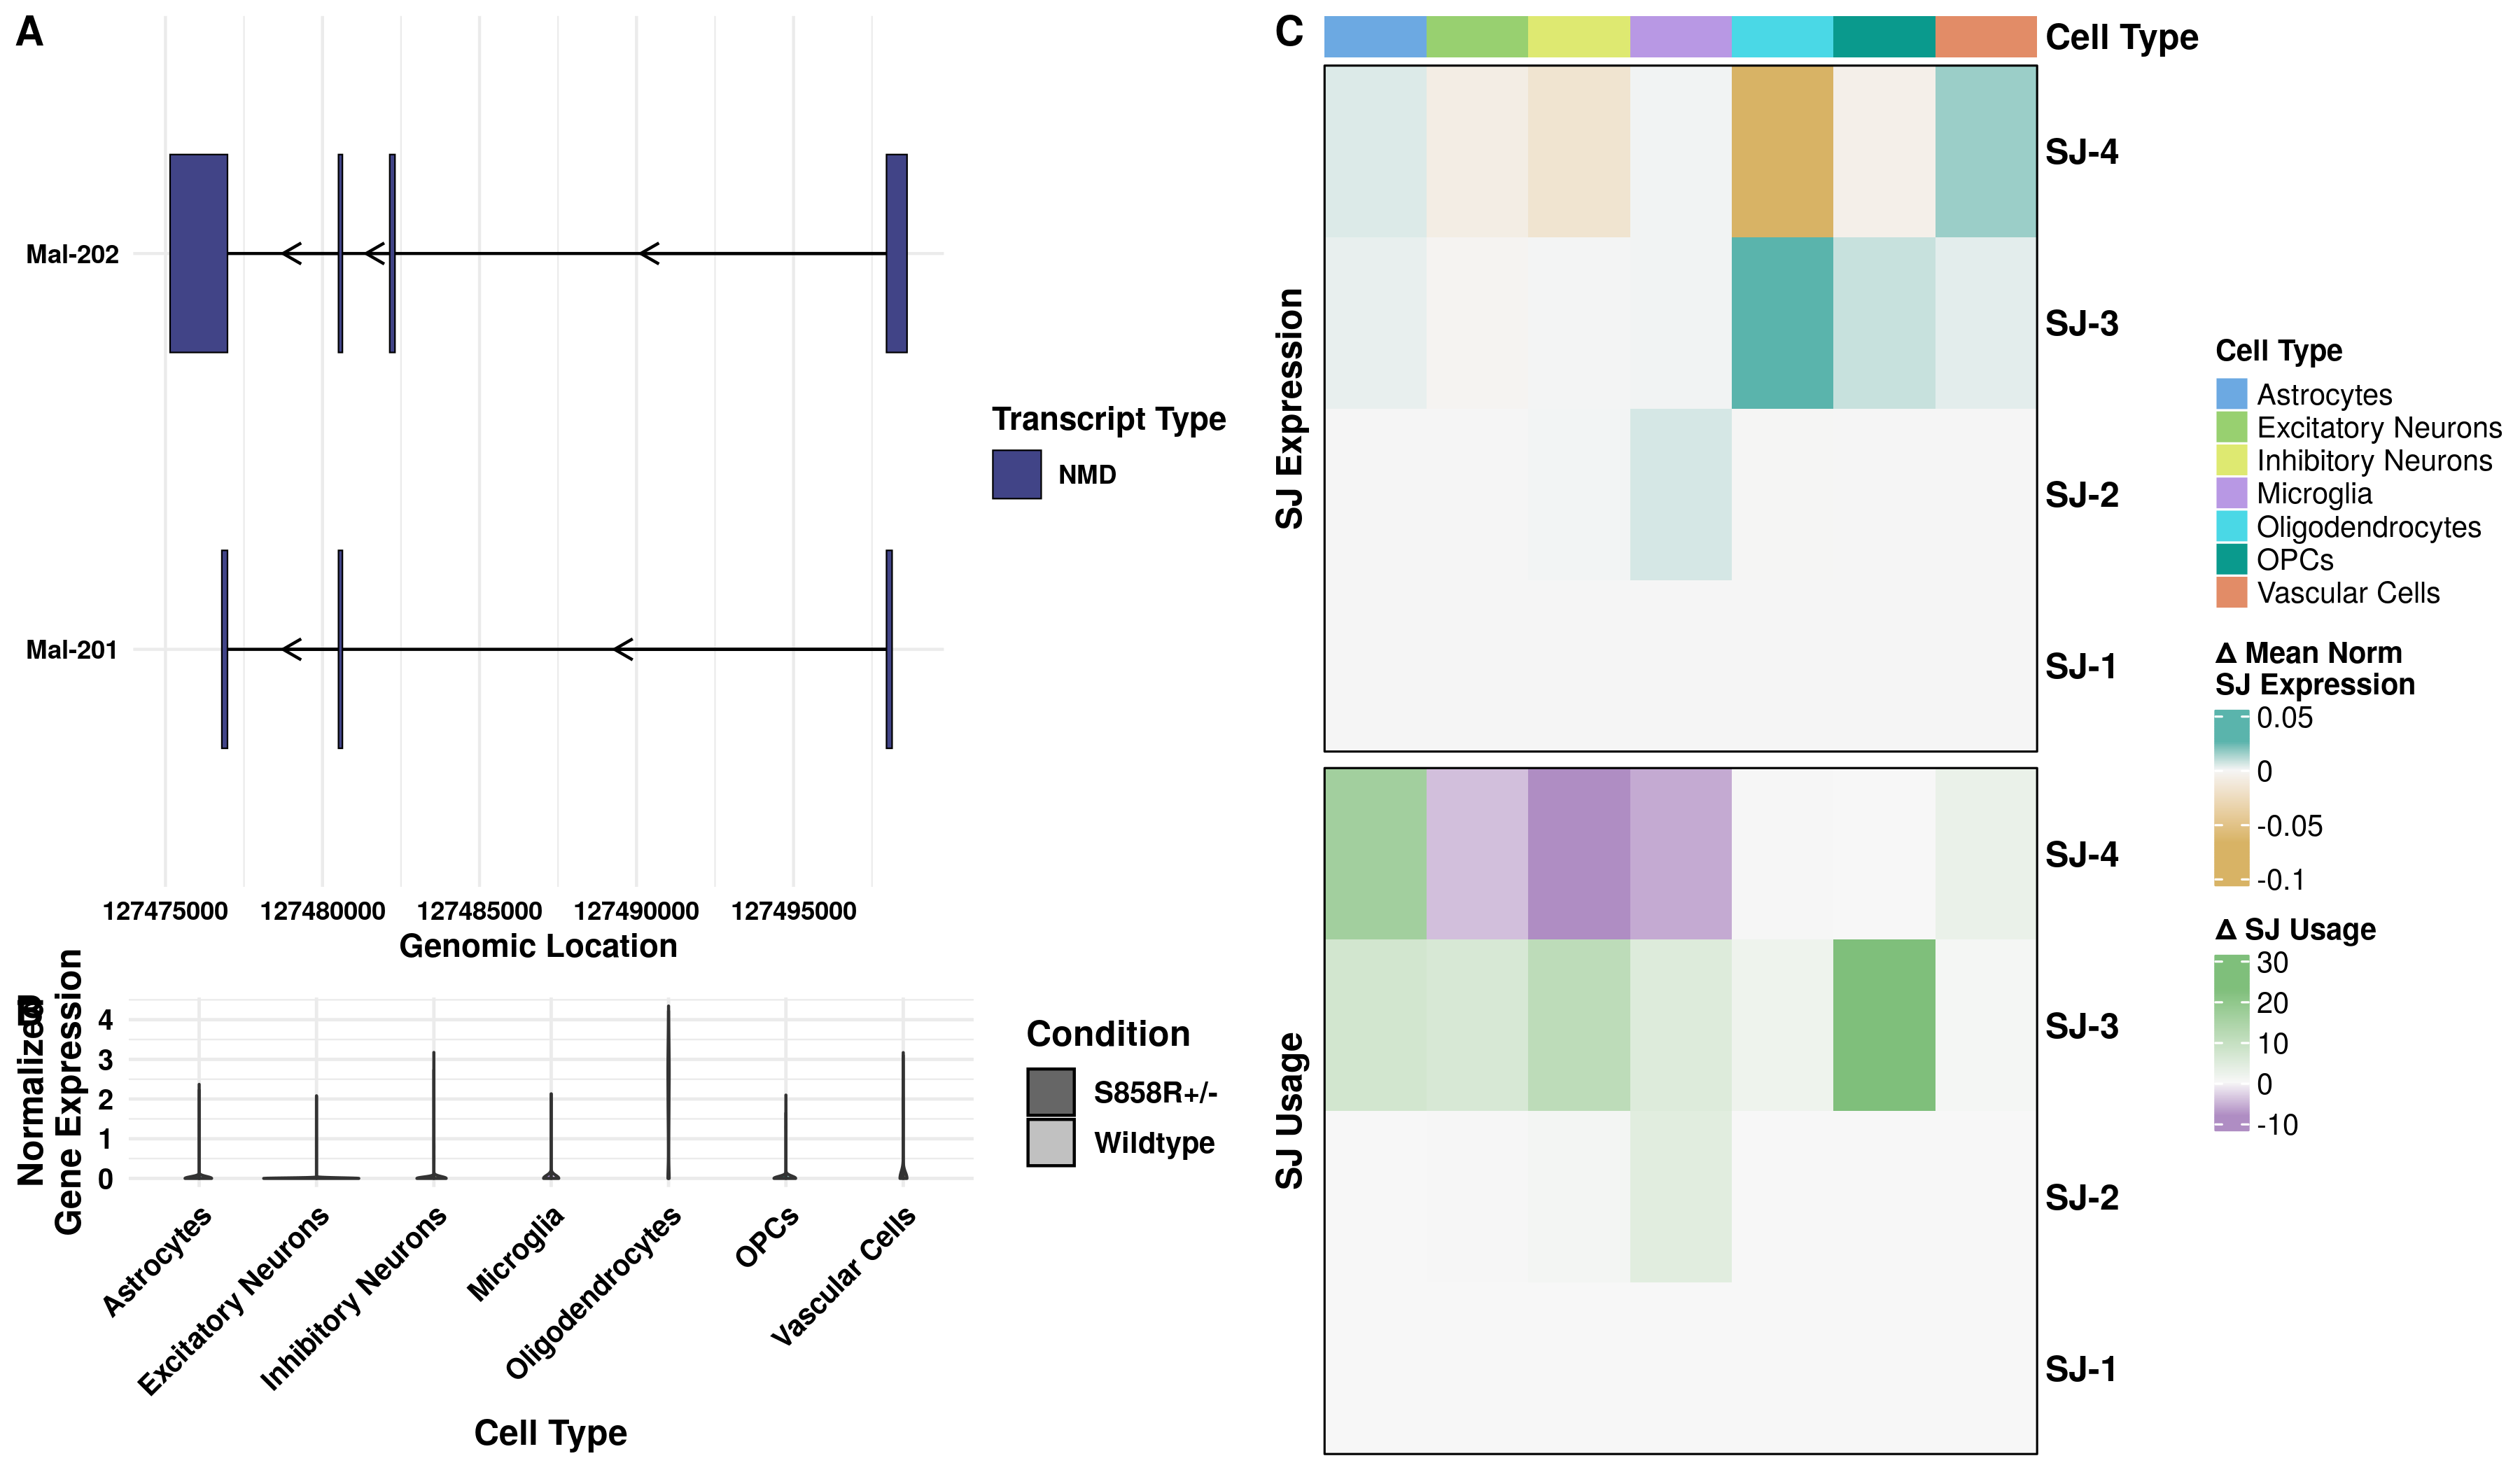 A
Mal-202
Mal-201
127475000
127480000
127485000
127490000
127495000
Genomic Location
Transcript Type
NMD
B
Normalized
Gene Expression
4
3
2
1
0
Astrocytes
Excitatory Neurons
Inhibitory Neurons
Microglia
Oligodendrocytes
OPCs
Vascular Cells
Cell Type
Condition
S858R+/-
Wildtype
C
Cell Type
SJ Expression
SJ-4
SJ-3
SJ-2
SJ-1
SJ Usage
SJ-4
SJ-3
SJ-2
SJ-1
Cell Type
Astrocytes
Excitatory Neurons
Inhibitory Neurons
Microglia
Oligodendrocytes
OPCs
Vascular Cells
Δ Mean Norm
SJ Expression
0.05
0
-0.05
-0.1
Δ SJ Usage
30
20
10
0
-10